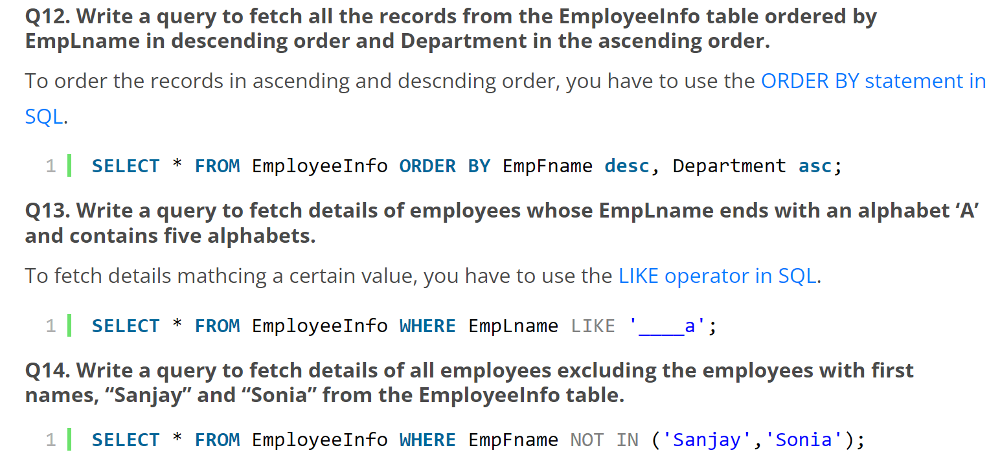 Q12. Write a query to fetch all the records from the EmployeeInfo table ordered by
EmpLname in descending order and Department in the ascending order.
To order the records in ascending and descnding order, you have to use the ORDER BY statement in
SQL.
1 SELECT * FROM EmployeeInfo ORDER BY EmpFname desc, Department asc;
Q13. Write a query to fetch details of employees whose EmpLname ends with an alphabet ‘A’
and contains five alphabets.
To fetch details mathcing a certain value, you have to use the LIKE operator in SQL.
1 SELECT * FROM EmployeeInfo WHERE EmpLname LIKE '____a';
Q14. Write a query to fetch details of all employees excluding the employees with first
names, “Sanjay” and “Sonia” from the EmployeeInfo table.
1 SELECT * FROM EmployeeInfo WHERE EmpFname NOT IN ('Sanjay','Sonia');